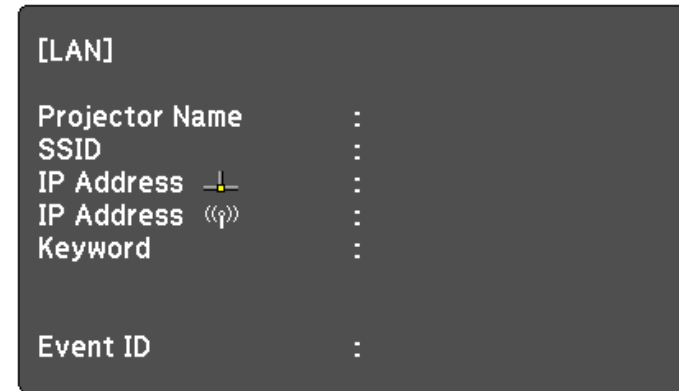 [LAN]
Projector Name :
SSID :
IP Address :
IP Address :
Keyword :
Event ID :